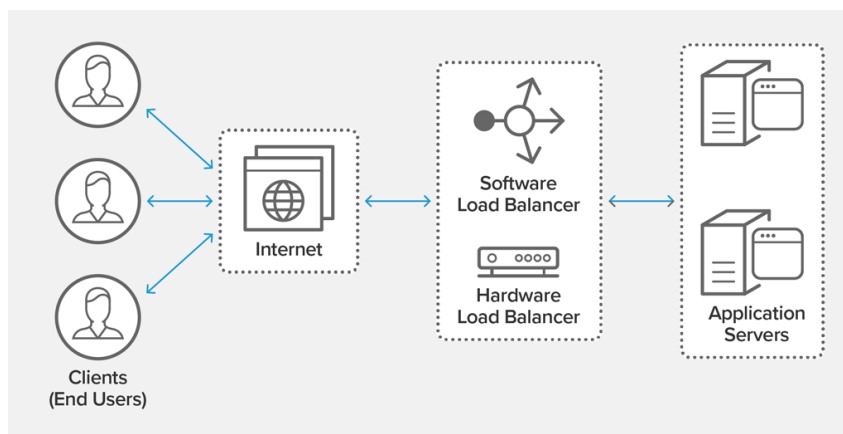 Clients
(End Users)
Internet
Software
Load Balancer
Hardware
Load Balancer
Application
Servers